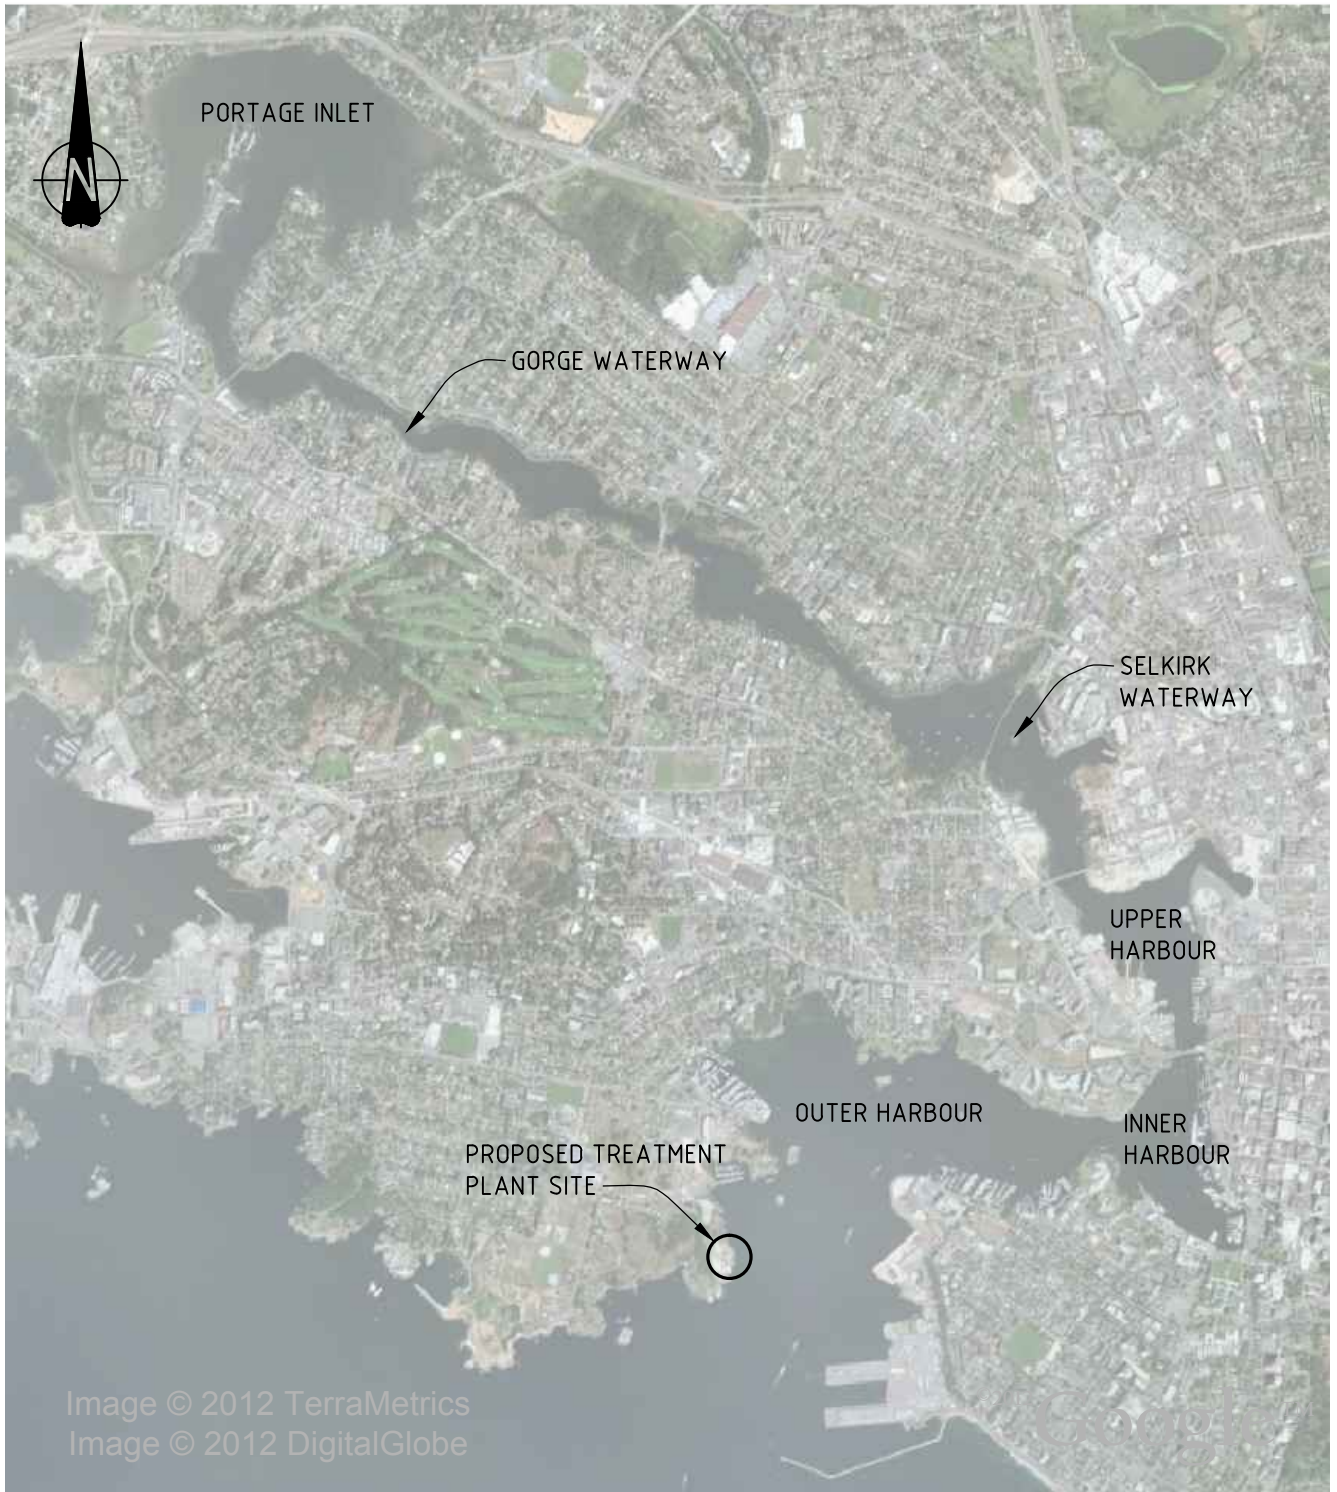 PORTAGE INLET
N
GORGE WATERWAY
SELKIRK
WATERWAY
UPPER
HARBOUR
OUTER HARBOUR
INNER
HARBOUR
PROPOSED TREATMENT
PLANT SITE
Image © 2012 TerraMetrics
Image © 2012 DigitalGlobe
Google